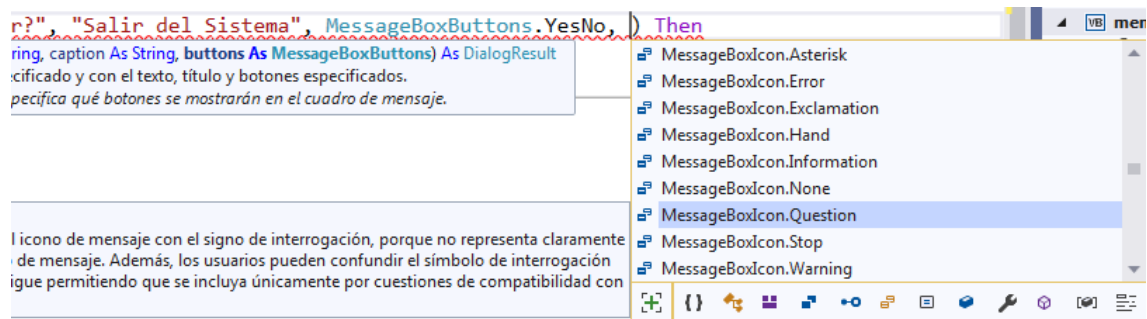 r?", "Salir del Sistema", MessageBoxButtons.YesNo, ) Then
VB men
ring, caption As String, buttons As MessageBoxButtons) As DialogResult
ecificado y con el texto, título y botones especificados.
pecifica qué botones se mostrarán en el cuadro de mensaje.
MessageBoxIcon.Asterisk
MessageBoxIcon.Error
MessageBoxIcon.Exclamation
MessageBoxIcon.Hand
MessageBoxIcon.Information
MessageBoxIcon.None
MessageBoxIcon.Question
MessageBoxIcon.Stop
MessageBoxIcon.Warning
l icono de mensaje con el signo de interrogación, porque no representa claramente
de mensaje. Además, los usuarios pueden confundir el símbolo de interrogación
igue permitiendo que se incluya únicamente por cuestiones de compatibilidad con